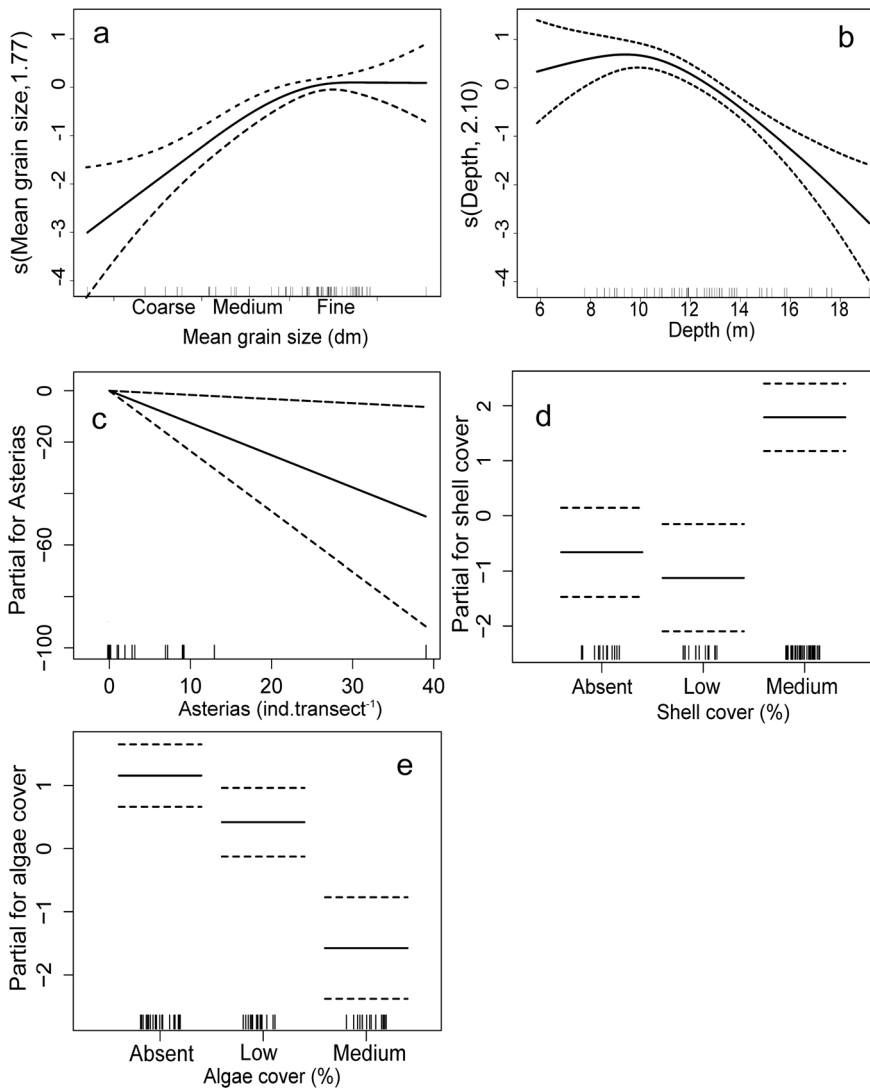 a
s(Mean grain size,1.77)
1
0
-1
-2
-3
-4
Coarse Medium Fine
Mean grain size (dm)
b
s(Depth, 2.10)
1
0
-1
-2
-3
-4
6 8 10 12 14 16 18
Depth (m)
c
Partial for Asterias
0
-20
-60
-100
0 10 20 30 40
Asterias (ind.transect⁻¹)
d
Partial for shell cover
2
1
0
-1
-2
Absent Low Medium
Shell cover (%)
e
Partial for algae cover
1
0
-1
-2
Absent Low Medium
Algae cover (%)